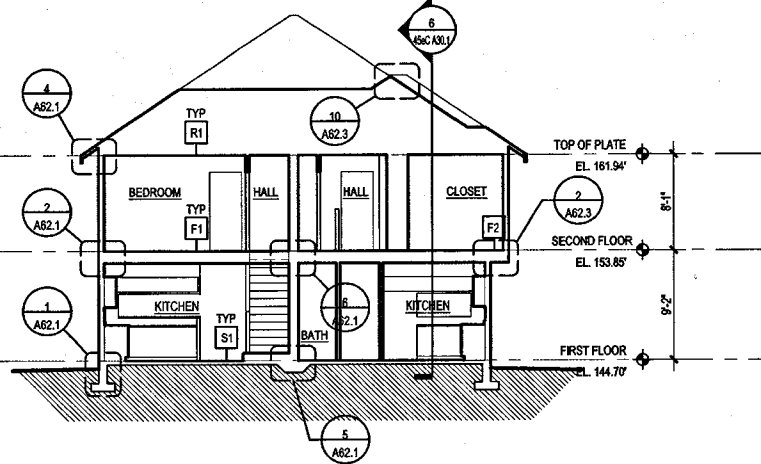 6
45eC A30.1
4
A62.1
10
A62.3
TYP
R1
TOP OF PLATE
EL. 161.94'
BEDROOM
HALL
HALL
CLOSET
2
A62.1
TYP
F1
F2
2
A62.3
8'-1"
SECOND FLOOR
EL. 153.85'
1
A62.1
KITCHEN
TYP
S1
BATH
6
A62.1
KITCHEN
9'-2"
FIRST FLOOR
EL. 144.70'
5
A62.1